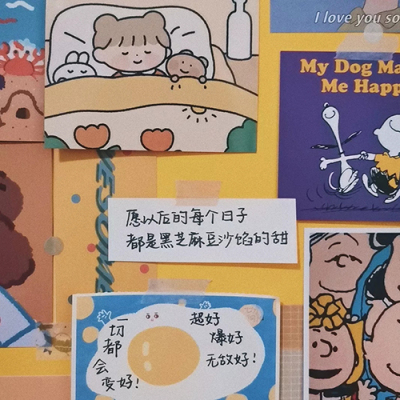 I love you so
My Dog Ma
Me Happ
愿以后的每个日子
都是黑芝麻豆沙馅的甜
一切都会变好!
超好
爆好
无敌好!